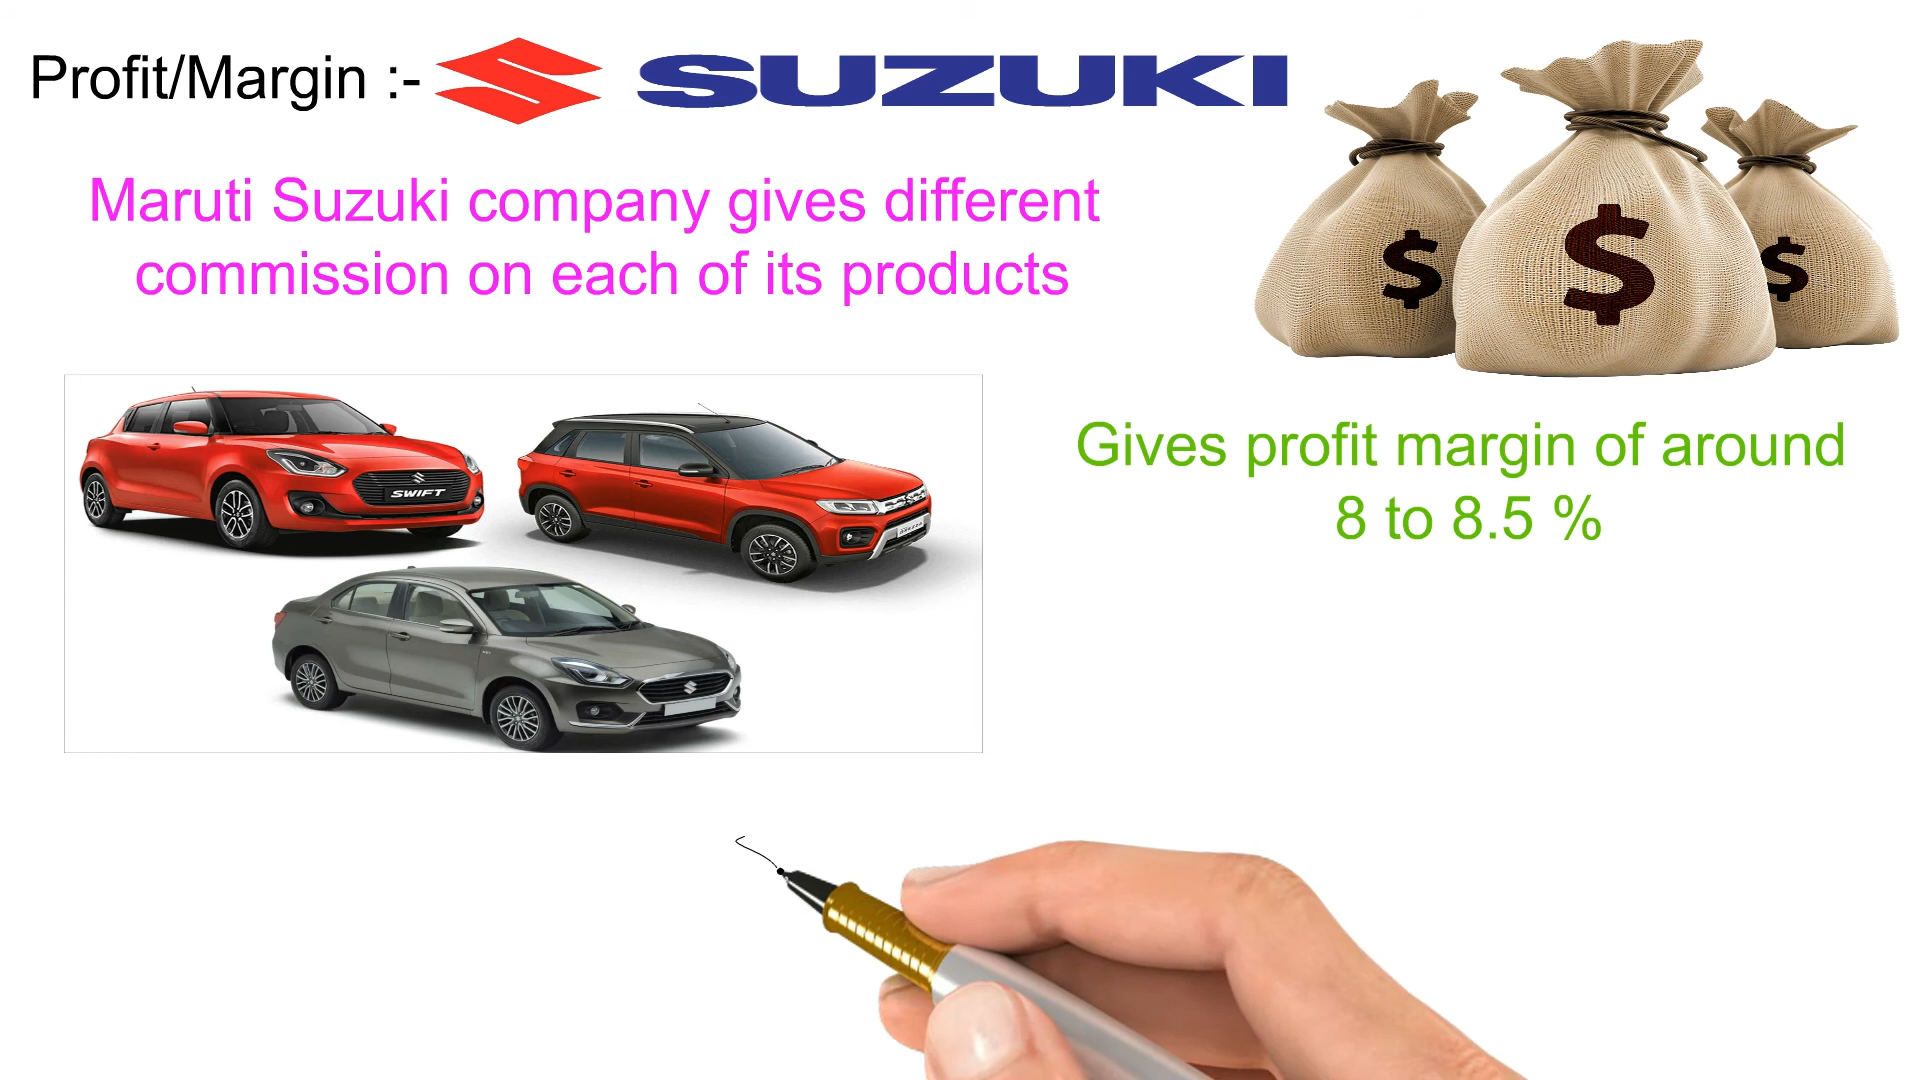 Profit/Margin :- SUZUKI
Maruti Suzuki company gives different
commission on each of its products
$ $ $
SWIFT
Gives profit margin of around
8 to 8.5 %